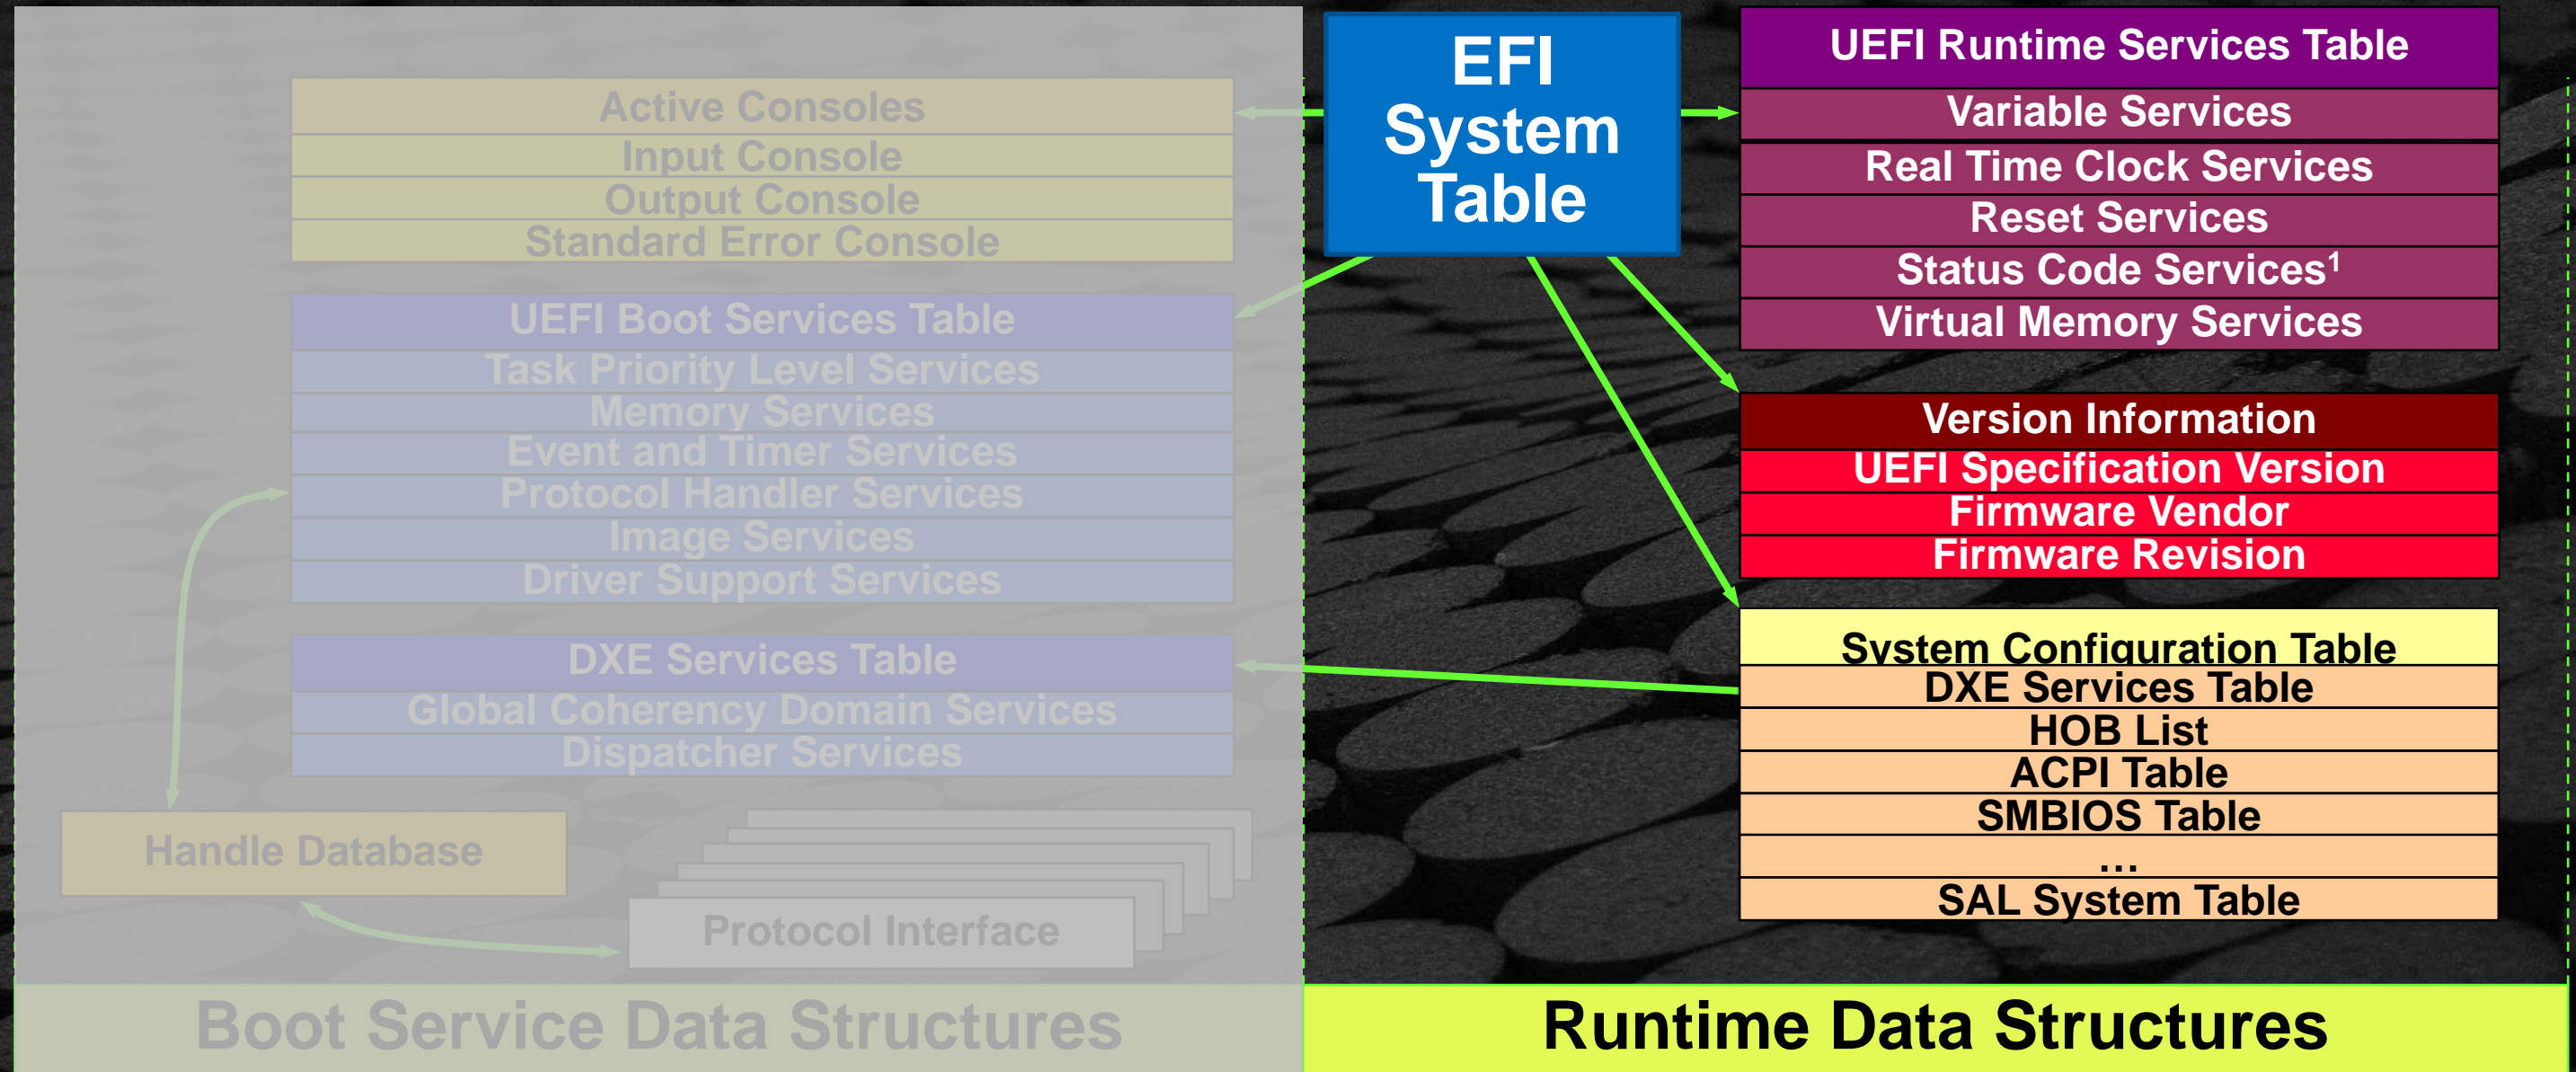 Active Consoles
Input Console
Output Console
Standard Error Console
UEFI Boot Services Table
Task Priority Level Services
Memory Services
Event and Timer Services
Protocol Handler Services
Image Services
Driver Support Services
DXE Services Table
Global Coherency Domain Services
Dispatcher Services
Handle Database
Protocol Interface
Boot Service Data Structures
EFI
System
Table
UEFI Runtime Services Table
Variable Services
Real Time Clock Services
Reset Services
Status Code Services¹
Virtual Memory Services
Version Information
UEFI Specification Version
Firmware Vendor
Firmware Revision
System Configuration Table
DXE Services Table
HOB List
ACPI Table
SMBIOS Table
…
SAL System Table
Runtime Data Structures